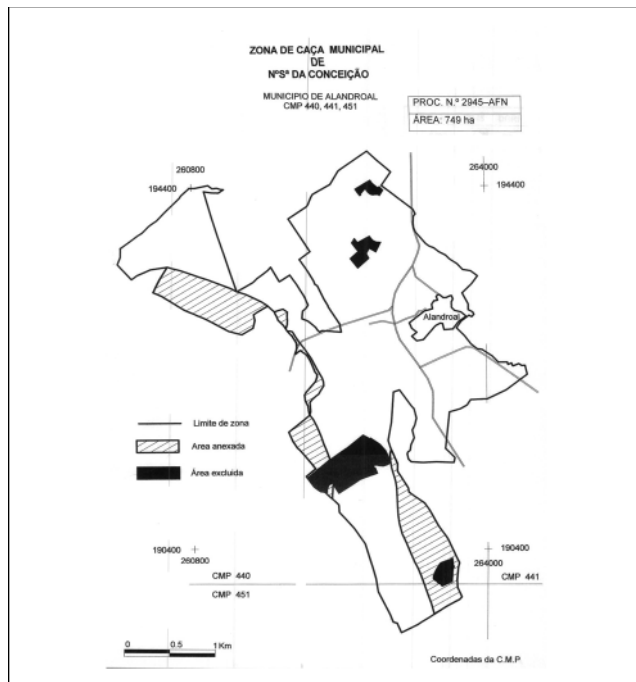 ZONA DE CAÇA MUNICIPAL
DE
NºSª DA CONCEIÇÃO
MUNICIPIO DE ALANDROAL
CMP 440, 441, 451
PROC. N.º 2945–AFN
ÁREA: 749 ha
260800
194400
264000
194400
Alandroal
Limite de zona
Area anexada
Área excluida
190400
260800
190400
264000
CMP 440
CMP 441
CMP 451
0 0.5 1 Km
Coordenadas da C.M.P.